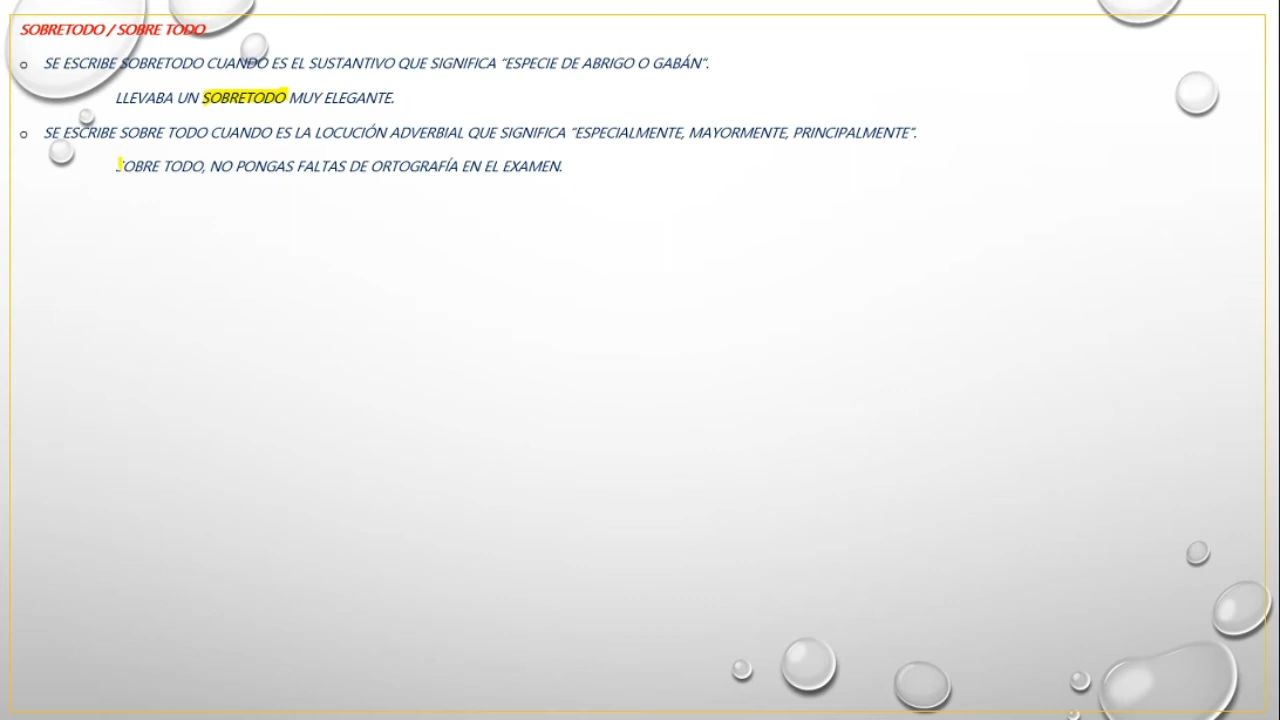 SOBRETODO / SOBRE TODO
SE ESCRIBE SOBRETODO CUANDO ES EL SUSTANTIVO QUE SIGNIFICA “ESPECIE DE ABRIGO O GABÁN”.
LLEVABA UN SOBRETODO MUY ELEGANTE.
SE ESCRIBE SOBRE TODO CUANDO ES LA LOCUCIÓN ADVERBIAL QUE SIGNIFICA “ESPECIALMENTE, MAYORMENTE, PRINCIPALMENTE”.
SOBRE TODO, NO PONGAS FALTAS DE ORTOGRAFÍA EN EL EXAMEN.